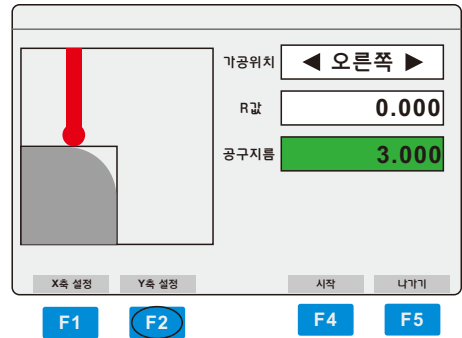 가공위치 ◀ 오른쪽 ▶
R값 0.000
공구지름 3.000
X축 설정 Y축 설정 시작 나가기
F1 F2 F4 F5